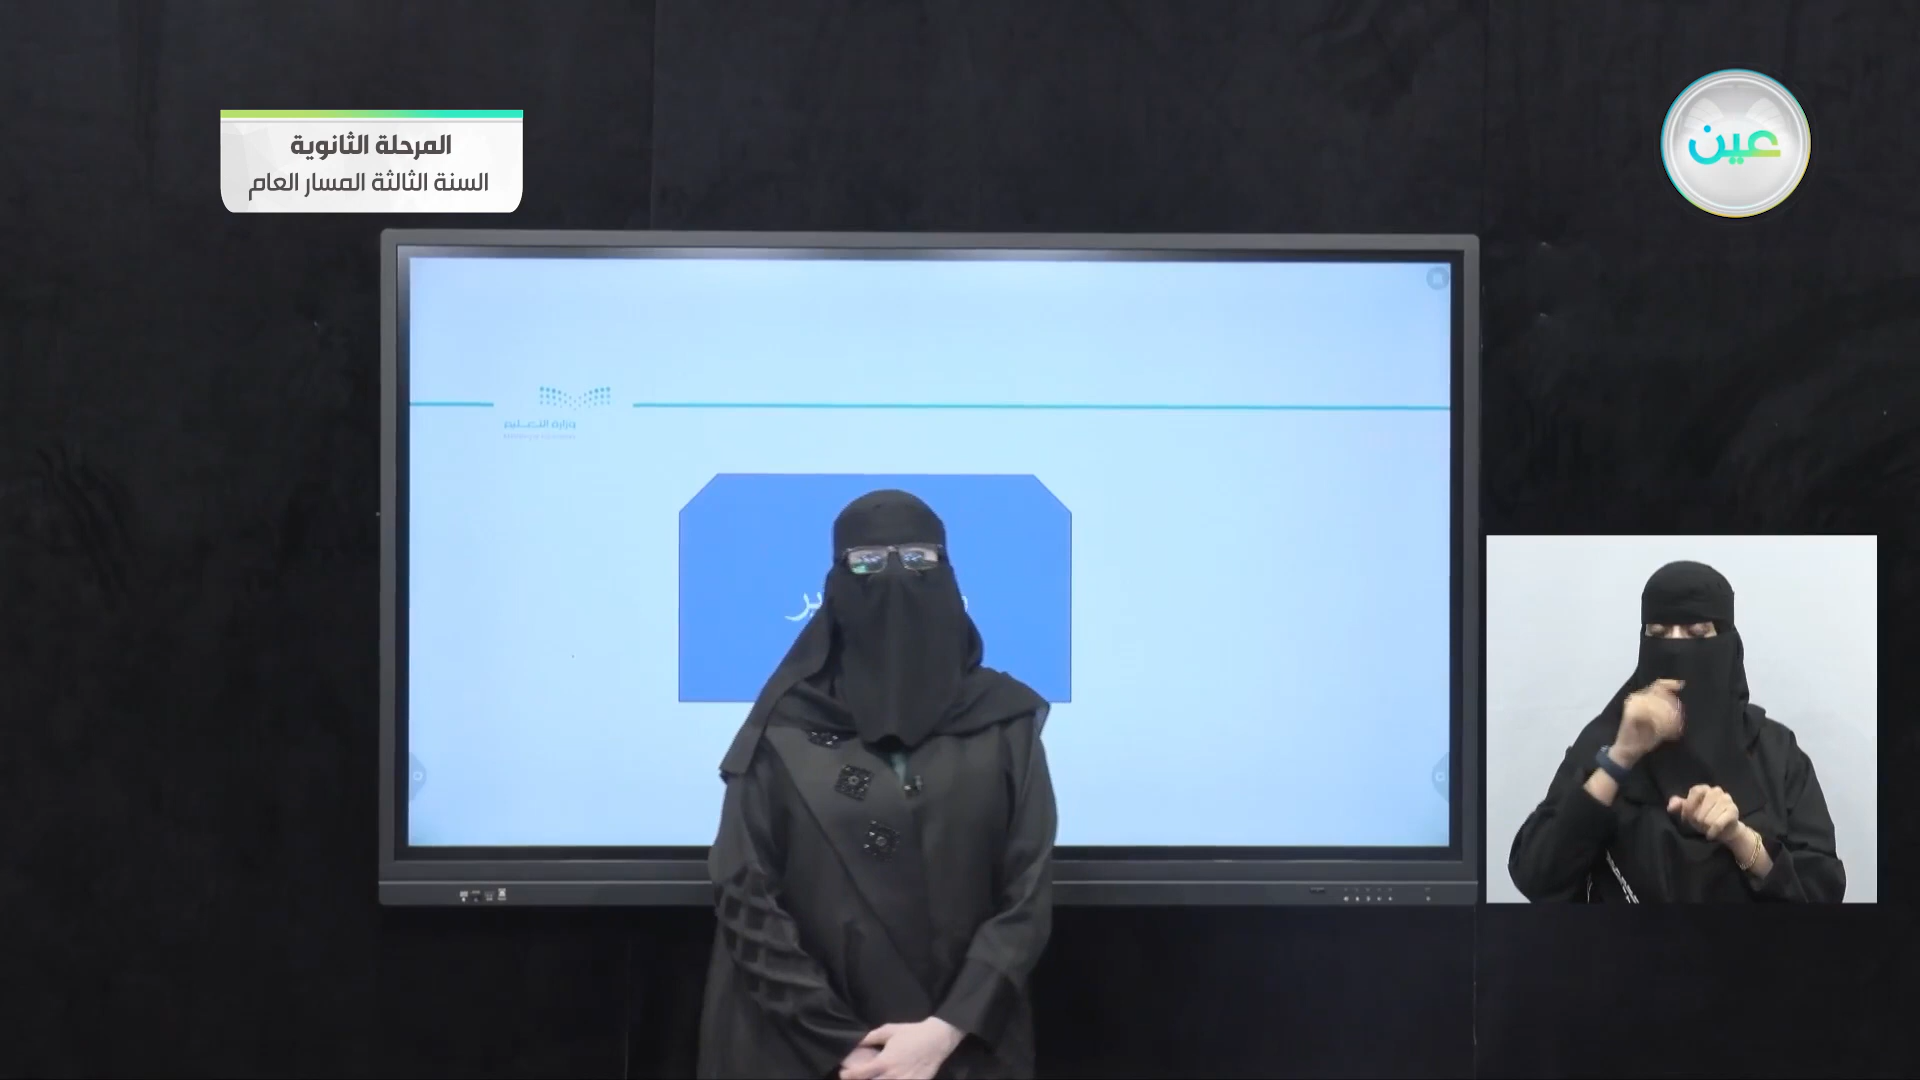 المرحلة الثانوية
السنة الثالثة المسار العام
عين
وزارة التعليم